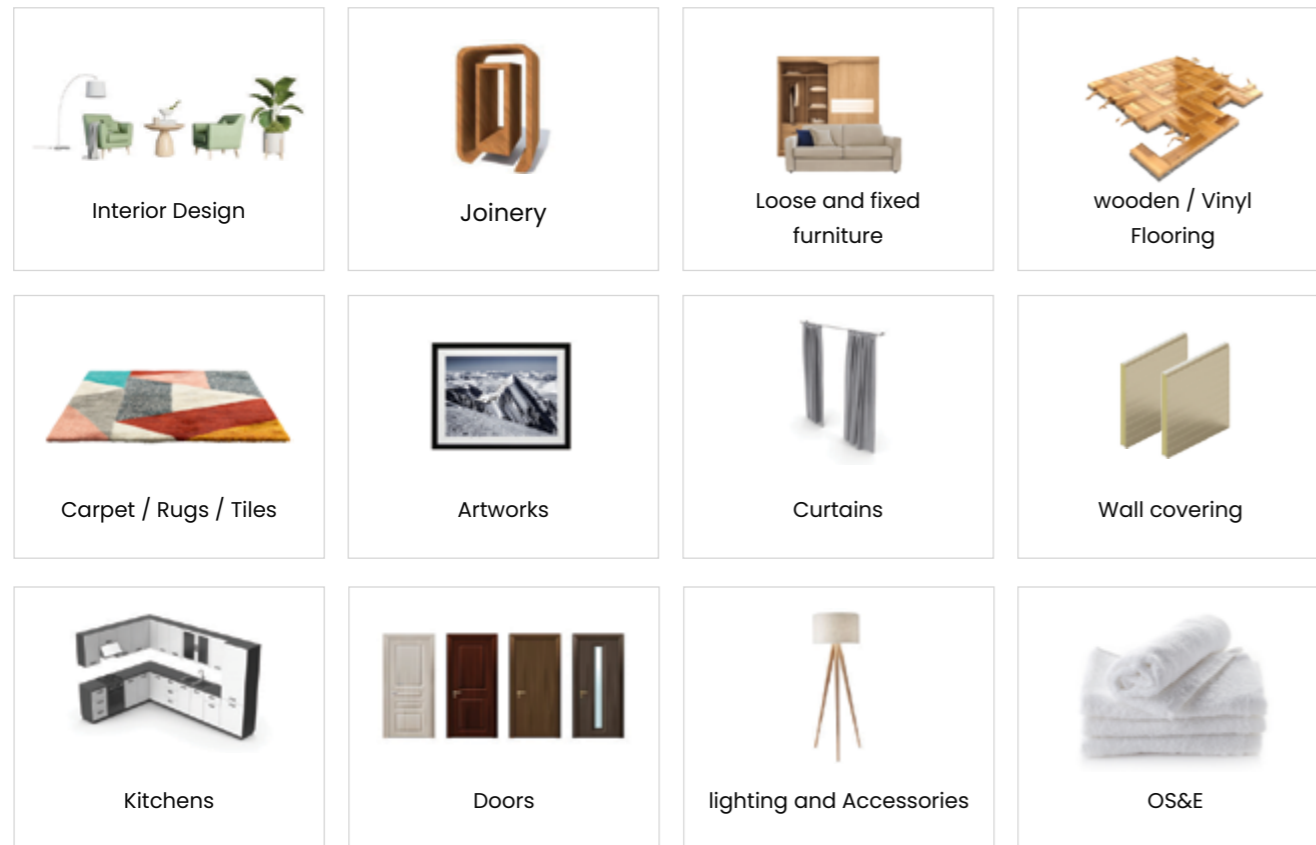 Interior Design
Joinery
Loose and fixed
furniture
wooden / Vinyl
Flooring
Carpet / Rugs / Tiles
Artworks
Curtains
Wall covering
Kitchens
Doors
lighting and Accessories
OS&E